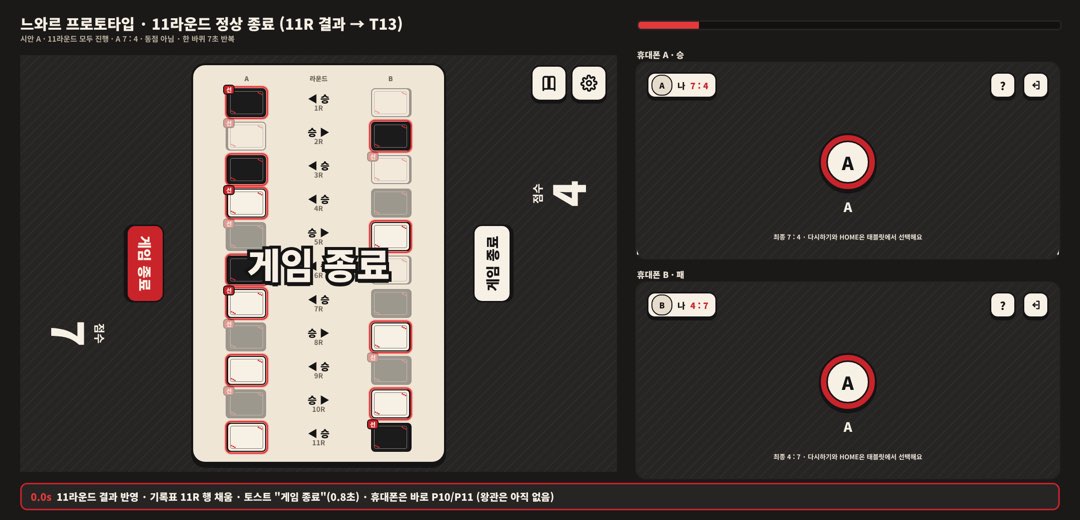 느와르 프로토타입 · 11라운드 정상 종료 (11R 결과 → T13)
시안 A · 11라운드 모두 진행 · A 7 : 4 · 동점 아님 · 한 바퀴 7초 반복
A 라운드 B
선 ◀ 승
1R
선 승 ▶
2R
◀ 승 선
3R
선 ◀ 승
4R
선 승 ▶
5R
6R
게임 종료
선 ◀ 승
7R
선 승 ▶
8R
◀ 승 선
9R
선 승 ▶
10R
◀ 승 선
11R
게임 종료
7 점수
게임 종료
점수 4
휴대폰 A · 승
A 나 7 : 4 ?
A
A
최종 7 : 4 · 다시하기와 HOME은 태블릿에서 선택해요
휴대폰 B · 패
B 나 4 : 7 ?
A
A
최종 4 : 7 · 다시하기와 HOME은 태블릿에서 선택해요
0.0s 11라운드 결과 반영 · 기록표 11R 행 채움 · 토스트 "게임 종료"(0.8초) · 휴대폰은 바로 P10/P11 (왕관은 아직 없음)